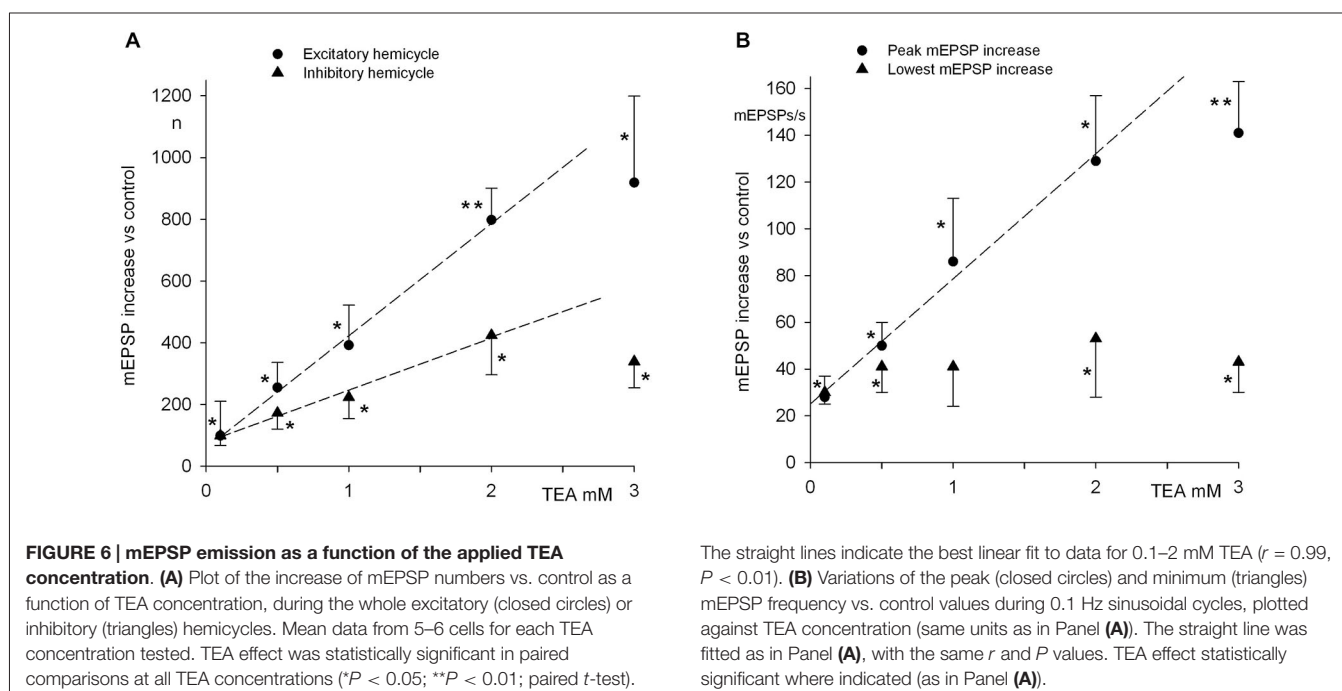 A
Excitatory hemicycle
Inhibitory hemicycle
mEPSP increase vs control
1200
n
1000
800
600
400
200
0
*
*
*
**
*
*
*
*
*
0
1
2
TEA mM
3
B
Peak mEPSP increase
Lowest mEPSP increase
mEPSP increase vs control
160
mEPSPs/s
140
120
100
80
60
40
20
0
*
*
*
*
**
*
*
*
0
1
2
TEA mM
3
FIGURE 6 | mEPSP emission as a function of the applied TEA
concentration. (A) Plot of the increase of mEPSP numbers vs. control as a
function of TEA concentration, during the whole excitatory (closed circles) or
inhibitory (triangles) hemicycles. Mean data from 5–6 cells for each TEA
concentration tested. TEA effect was statistically significant in paired
comparisons at all TEA concentrations (*P < 0.05; **P < 0.01; paired t-test).
The straight lines indicate the best linear fit to data for 0.1–2 mM TEA (r = 0.99,
P < 0.01). (B) Variations of the peak (closed circles) and minimum (triangles)
mEPSP frequency vs. control values during 0.1 Hz sinusoidal cycles, plotted
against TEA concentration (same units as in Panel (A)). The straight line was
fitted as in Panel (A), with the same r and P values. TEA effect statistically
significant where indicated (as in Panel (A)).